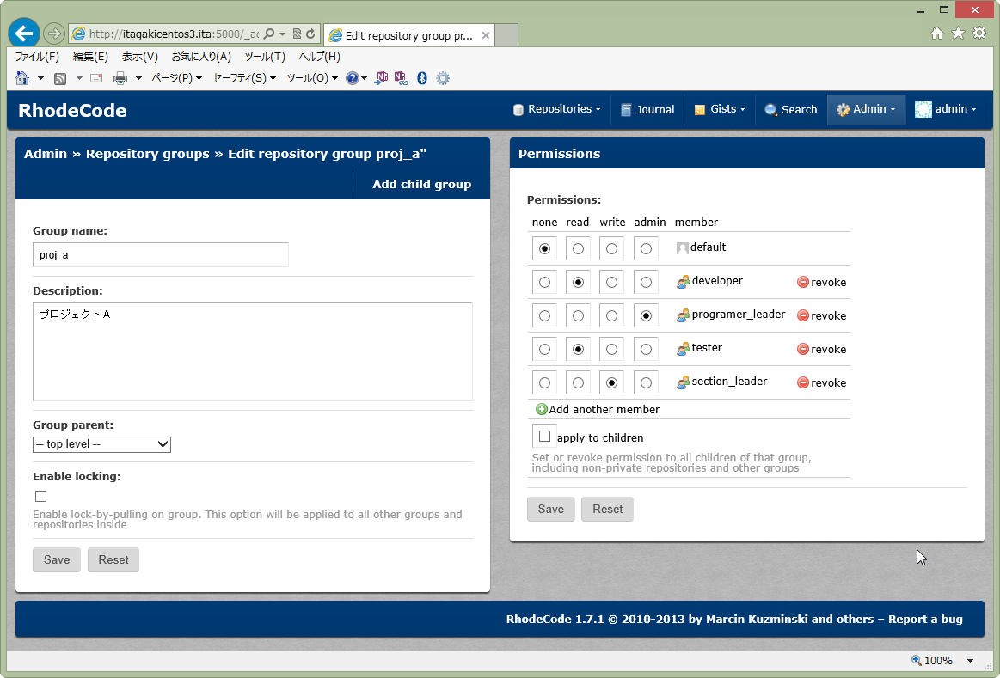 http://itagakicentos3.ita:5000/_ac
Edit repository group pr...
ファイル(F) 編集(E) 表示(V) お気に入り(A) ツール(T) ヘルプ(H)
ページ(P) セーフティ(S) ツール(O)
RhodeCode
Repositories Journal Gists Search Admin admin
Admin » Repository groups » Edit repository group proj_a"
Add child group
Group name:
proj_a
Description:
プロジェクトA
Group parent:
-- top level --
Enable locking:
Enable lock-by-pulling on group. This option will be applied to all other groups and
repositories inside
Save Reset
Permissions
Permissions:
none read write admin member
default
developer revoke
programer_leader revoke
tester revoke
section_leader revoke
Add another member
apply to children
Set or revoke permission to all children of that group,
including non-private repositories and other groups
Save Reset
RhodeCode 1.7.1 © 2010-2013 by Marcin Kuzminski and others – Report a bug
100%